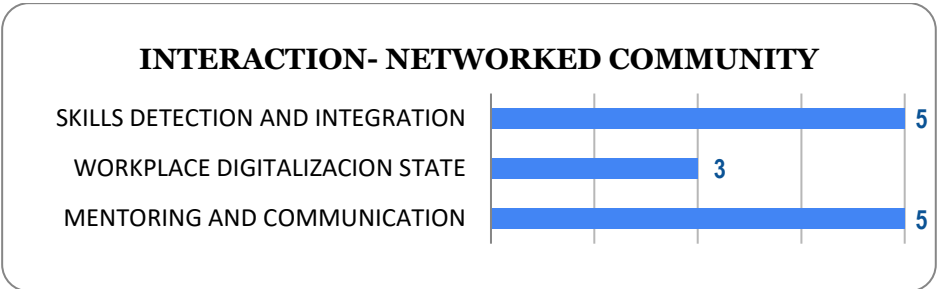 INTERACTION- NETWORKED COMMUNITY
SKILLS DETECTION AND INTEGRATION 5
WORKPLACE DIGITALIZACION STATE 3
MENTORING AND COMMUNICATION 5